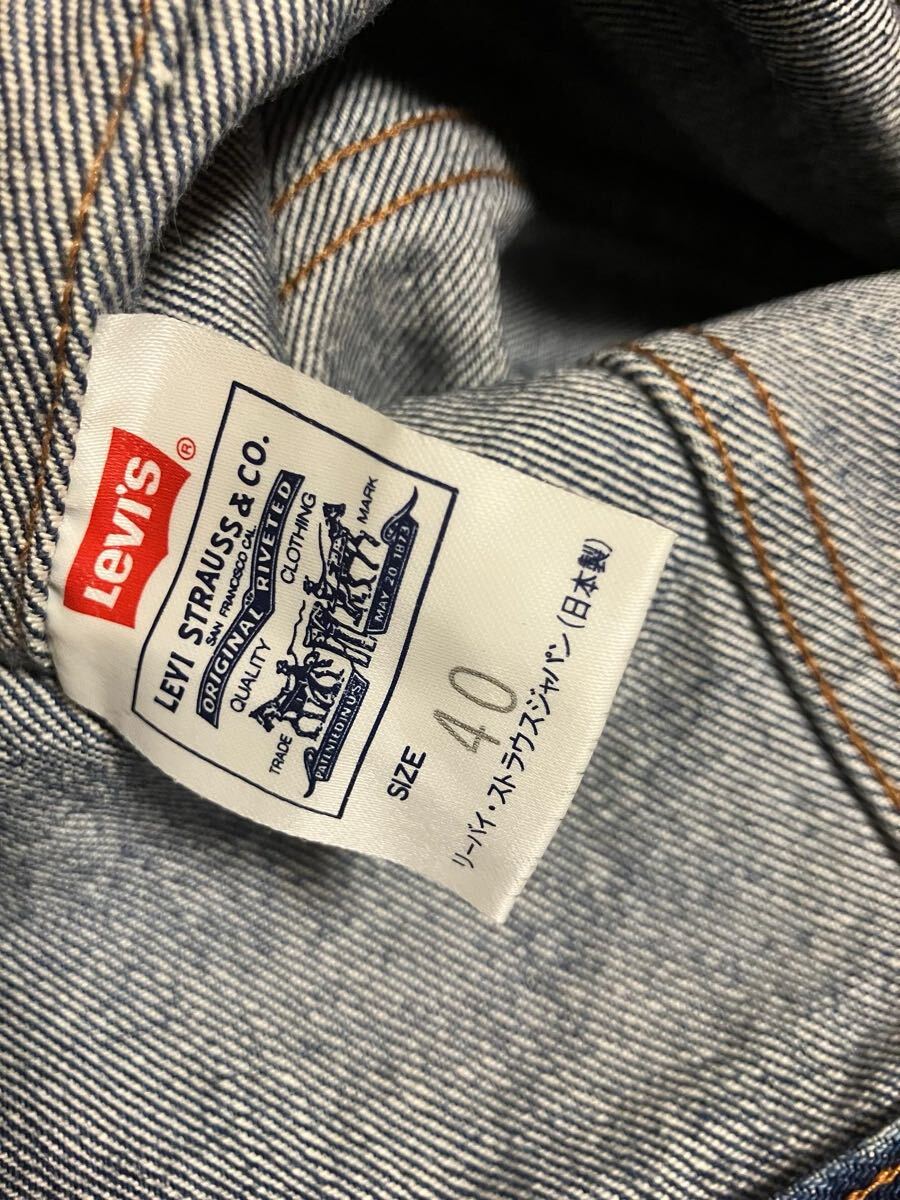 Levi's ®
LEVI STRAUSS & CO.
SAN FRANCISCO CAL.
ORIGINAL RIVETED
QUALITY CLOTHING
TRADE MARK
PATENTED IN U.S.
MAY 20 1873
SIZE 40
リーバイ・ストラウスジャパン(日本製)